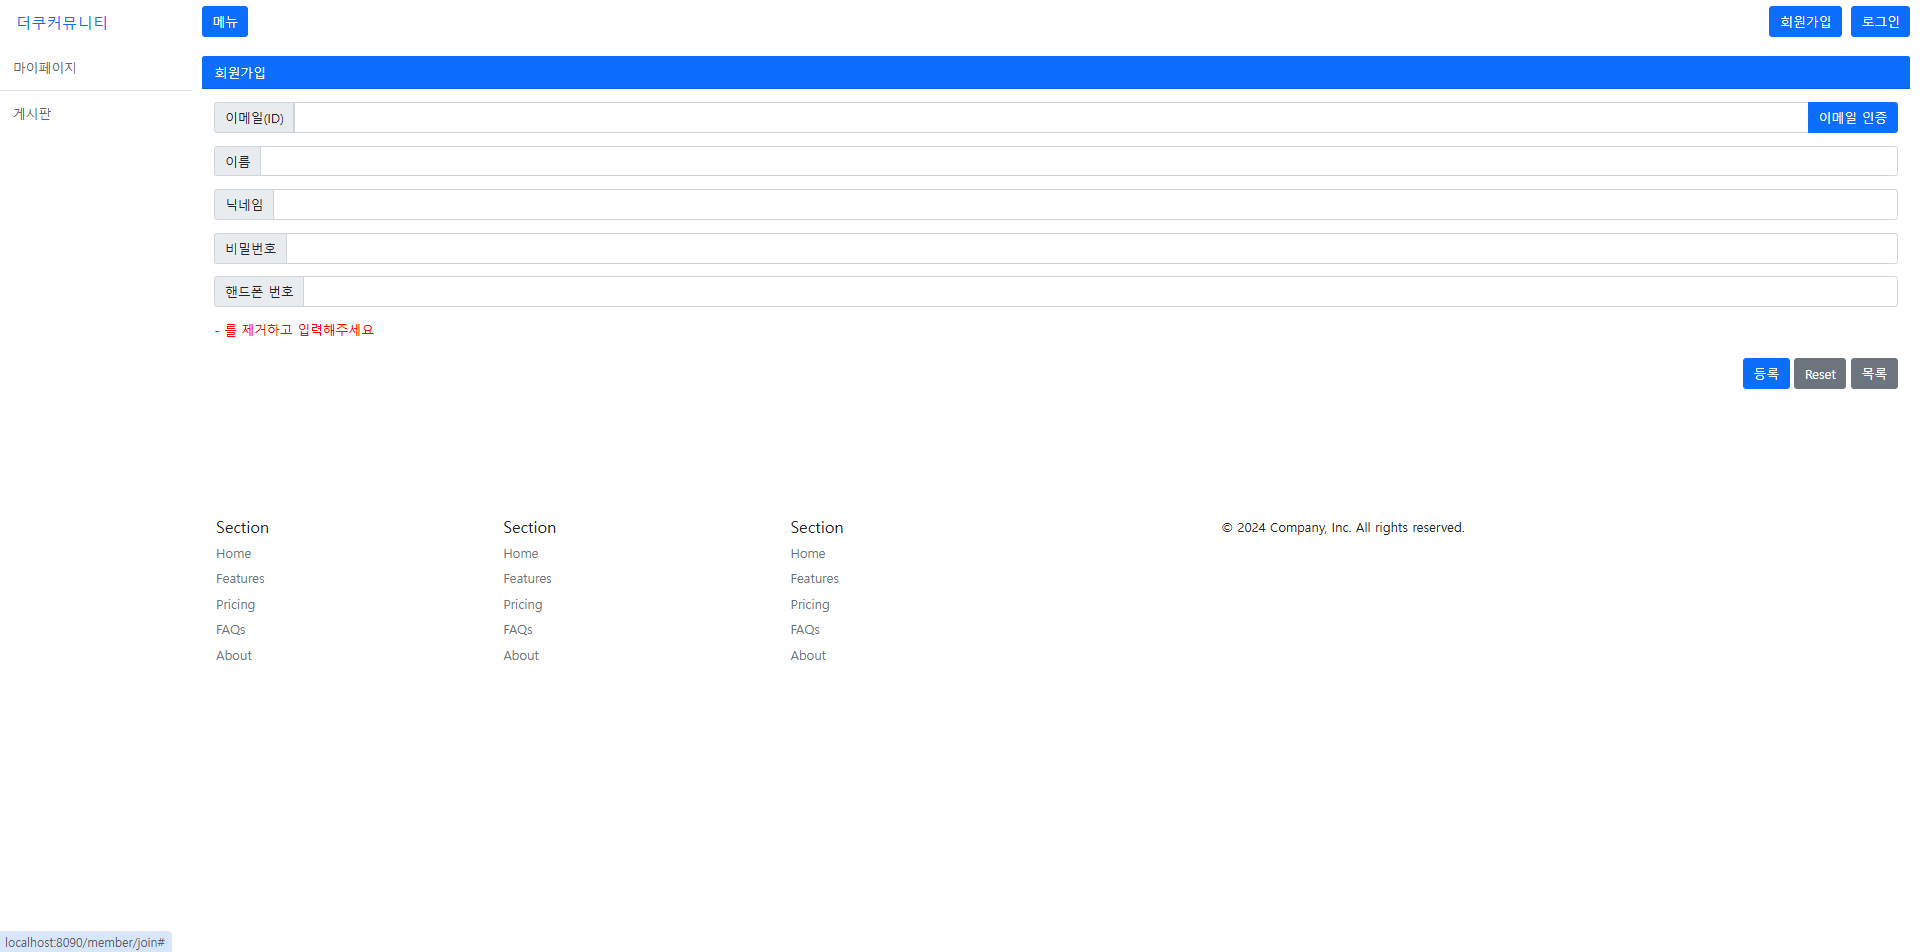 더쿠커뮤니티
메뉴
회원가입
로그인
마이페이지
게시판
회원가입
이메일(ID)
이메일 인증
이름
닉네임
비밀번호
핸드폰 번호
- 를 제거하고 입력해주세요
등록
Reset
목록
Section
Home
Features
Pricing
FAQs
About
Section
Home
Features
Pricing
FAQs
About
Section
Home
Features
Pricing
FAQs
About
© 2024 Company, Inc. All rights reserved.
localhost:8090/member/join#